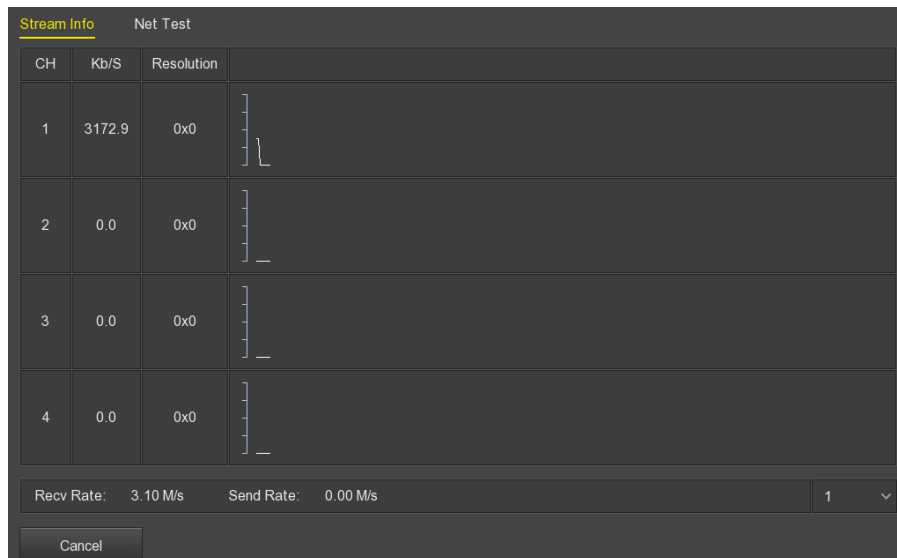 Stream Info Net Test
CH Kb/S Resolution
1 3172.9 0x0
2 0.0 0x0
3 0.0 0x0
4 0.0 0x0
Recv Rate: 3.10 M/s Send Rate: 0.00 M/s 1
Cancel